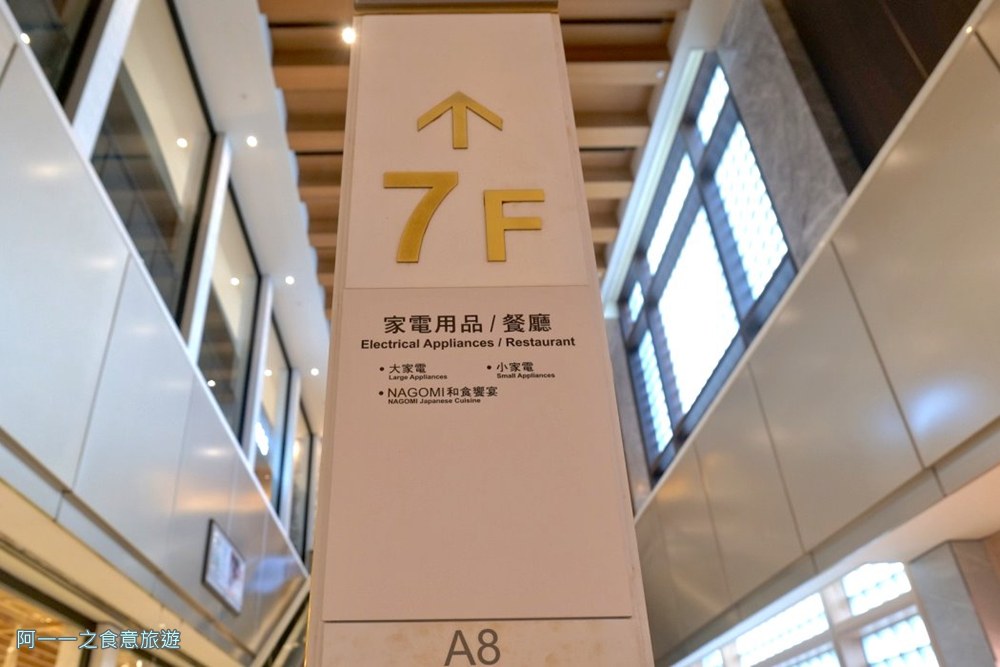 7F
家電用品 / 餐廳
Electrical Appliances / Restaurant
• 大家電 • 小家電
Large Appliances Small Appliances
• NAGOMI和食饗宴
NAGOMI Japanese Cuisine
A8
阿一一之食意旅遊